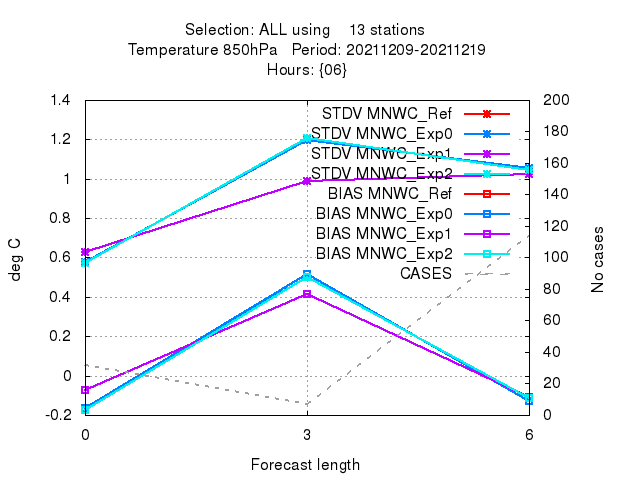 Selection: ALL using    13 stations
Temperature 850hPa   Period: 20211209-20211219
Hours: {06}
1.4
1.2
1
0.8
0.6
0.4
0.2
0
-0.2
deg C
STDV MNWC_Ref
STDV MNWC_Exp0
STDV MNWC_Exp1
STDV MNWC_Exp2
BIAS MNWC_Ref
BIAS MNWC_Exp0
BIAS MNWC_Exp1
BIAS MNWC_Exp2
CASES
200
180
160
140
120
100
80
60
40
20
0
No cases
0 3 6
Forecast length